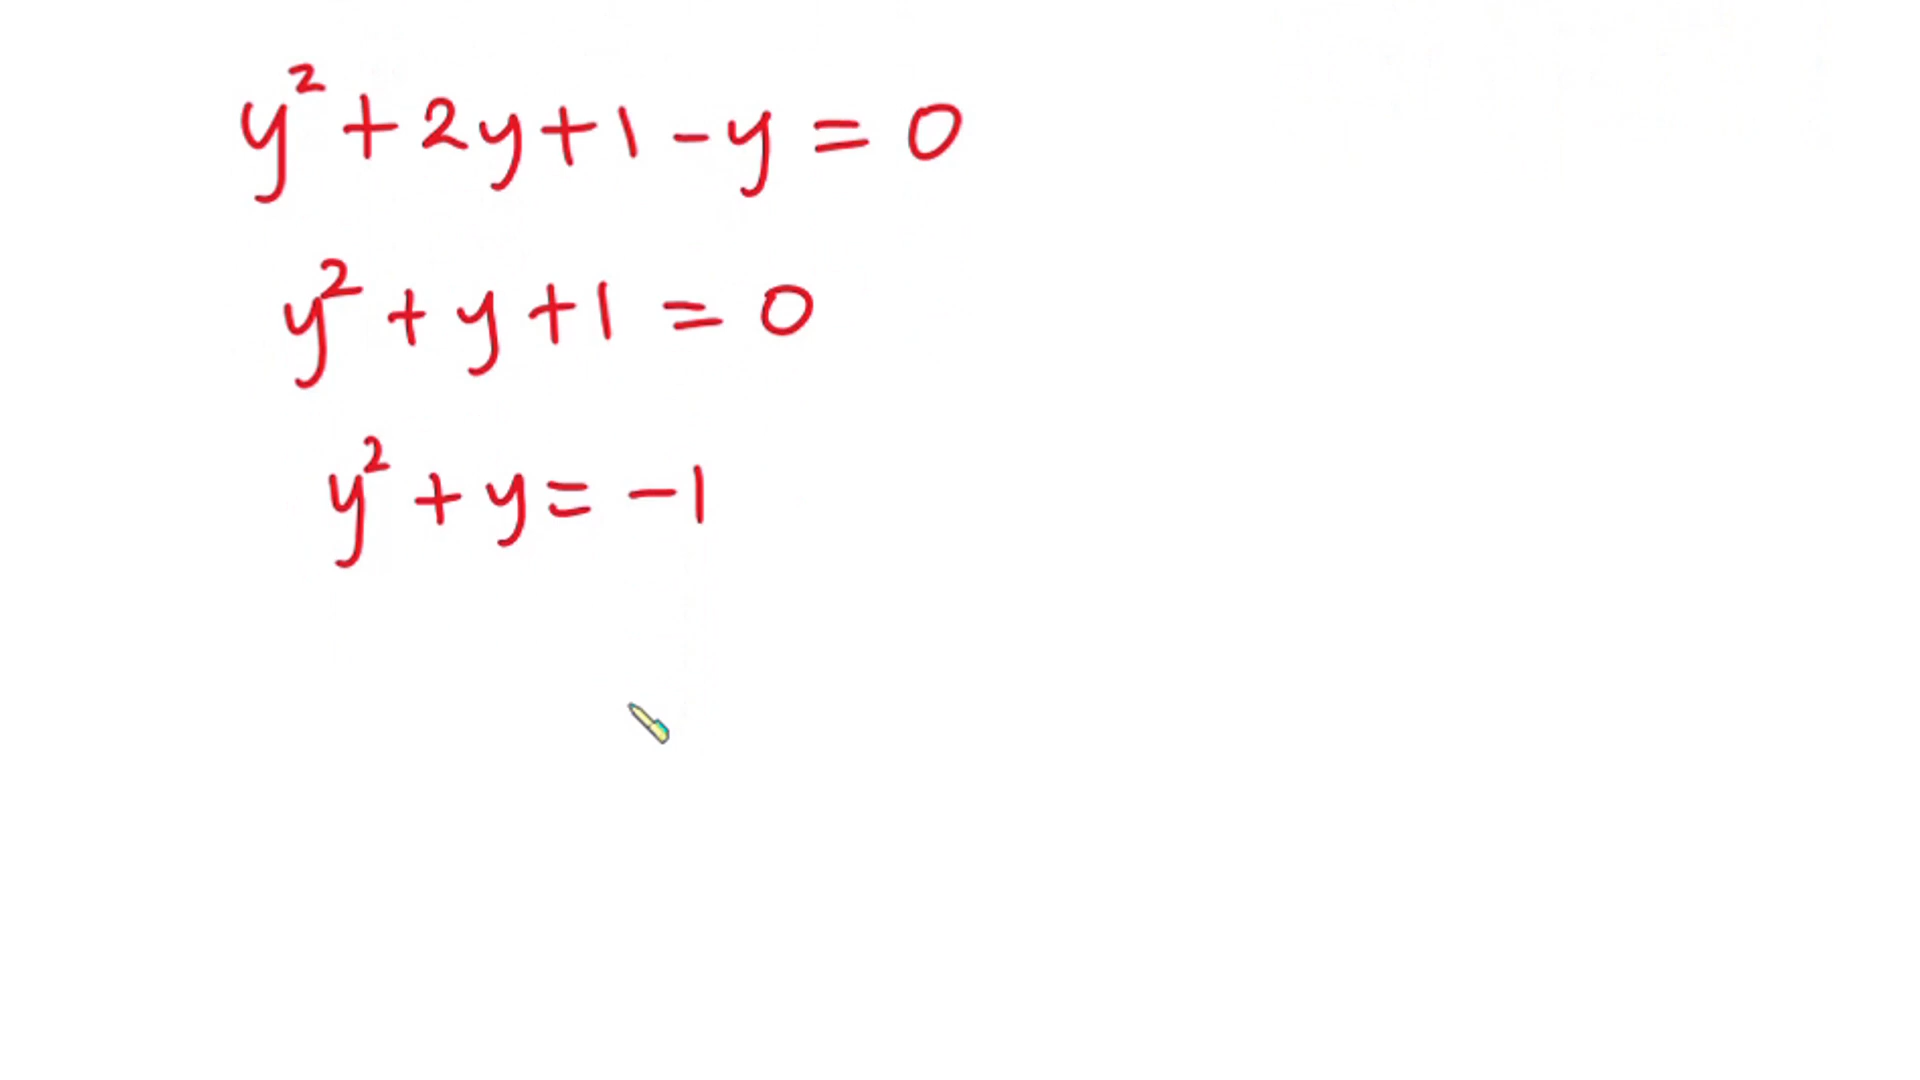 y² + 2y + 1 - y = 0
y² + y + 1 = 0
y² + y = -1